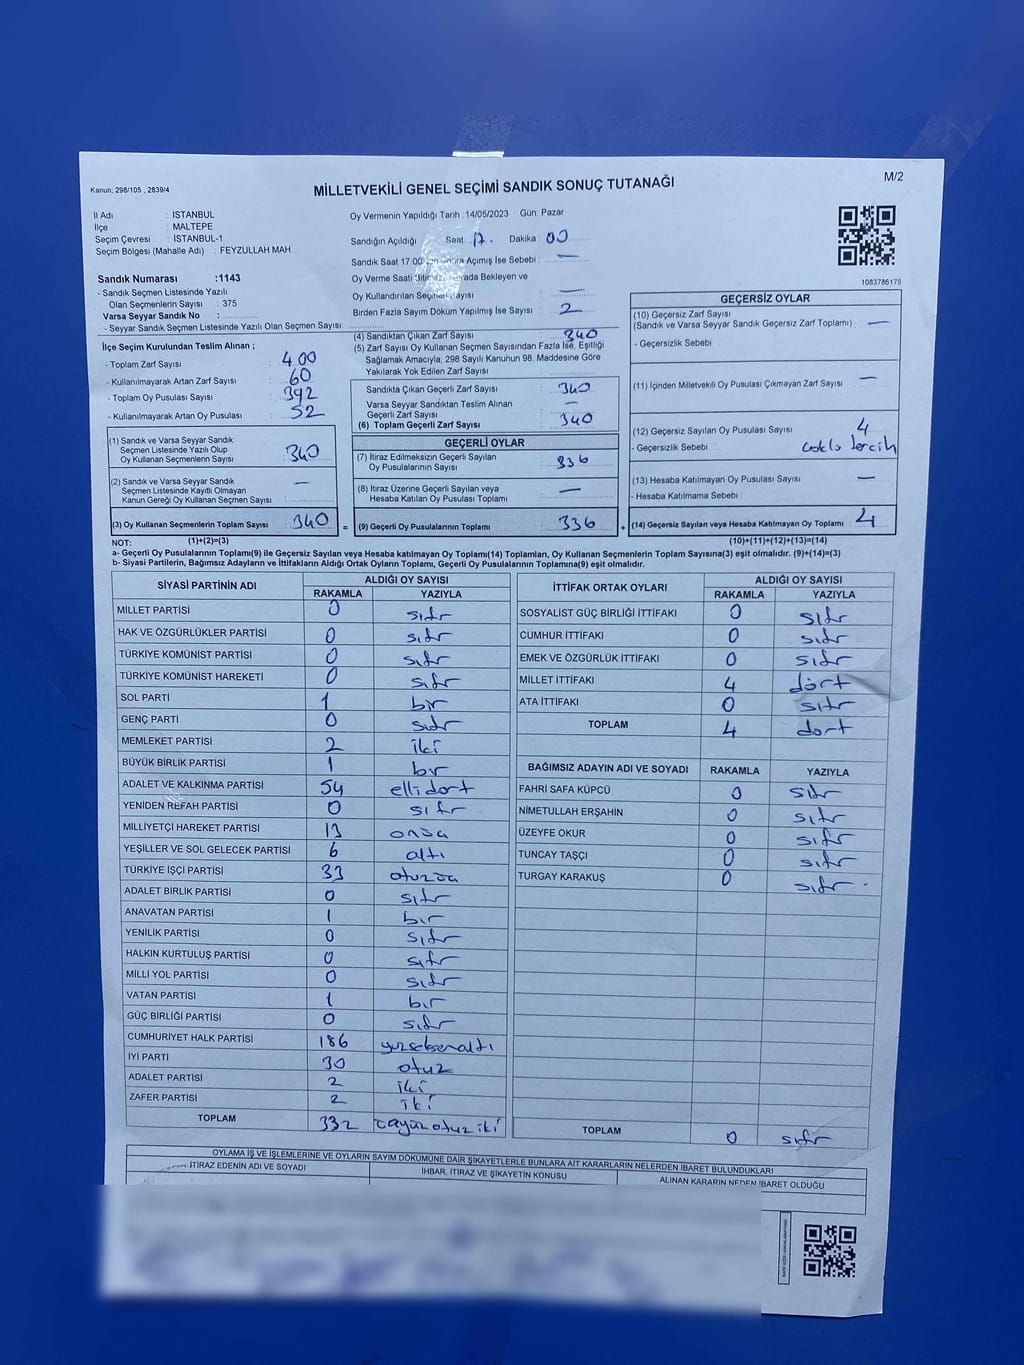 M/2
Kanun; 298/105 , 2839/4
MİLLETVEKİLİ GENEL SEÇİMİ SANDIK SONUÇ TUTANAĞI
İl Adı : İSTANBUL
İlçe : MALTEPE
Seçim Çevresi : İSTANBUL-1
Seçim Bölgesi (Mahalle Adı) : FEYZULLAH MAH
Sandık Numarası :1143
- Sandık Seçmen Listesinde Yazılı
Olan Seçmenlerin Sayısı : 375
Varsa Seyyar Sandık No :
- Seyyar Sandık Seçmen Listesinde Yazılı Olan Seçmen Sayısı:
Oy Vermenin Yapıldığı Tarih :14/05/2023 Gün: Pazar
Sandığın Açıldığı Saat 17. Dakika: 00
Sandık Saat 17:00 Açımış İse Sebebi : —
Oy Verme Saati Bekleyen ve
Oy Kullandırılan Seçmen Sayısı : —
Birden Fazla Sayım Döküm Yapılmış İse Sayısı : 2
1083786178
İlçe Seçim Kurulundan Teslim Alınan ;
- Toplam Zarf Sayısı : 400
- Kullanılmayarak Artan Zarf Sayısı : 60
- Toplam Oy Pusulası Sayısı : 392
- Kullanılmayarak Artan Oy Pusulası : 52
(1) Sandık ve Varsa Seyyar Sandık
Seçmen Listesinde Yazılı Olup
Oy Kullanan Seçmenlerin Sayısı : 340
(2) Sandık ve Varsa Seyyar Sandık
Seçmen Listesinde Kayıtlı Olmayan
Kanun Gereği Oy Kullanan Seçmen Sayısı : —
(3) Oy Kullanan Seçmenlerin Toplam Sayısı : 340 =
(4) Sandıktan Çıkan Zarf Sayısı : 340
(5) Zarf Sayısı Oy Kullanan Seçmen Sayısından Fazla İse, Eşitliği
Sağlamak Amacıyla; 298 Sayılı Kanunun 98. Maddesine Göre
Yakılarak Yok Edilen Zarf Sayısı :
Sandıkta Çıkan Geçerli Zarf Sayısı : 340
Varsa Seyyar Sandıktan Teslim Alınan
Geçerli Zarf Sayısı : —
(6) Toplam Geçerli Zarf Sayısı : 340
GEÇERLİ OYLAR
(7) İtiraz Edilmeksizin Geçerli Sayılan
Oy Pusulalarının Sayısı : 336
(8) İtiraz Üzerine Geçerli Sayılan veya
Hesaba Katılan Oy Pusulası Toplamı : —
(9) Geçerli Oy Pusulalarının Toplamı : 336 +
GEÇERSİZ OYLAR
(10) Geçersiz Zarf Sayısı
(Sandık ve Varsa Seyyar Sandık Geçersiz Zarf Toplamı) : —
- Geçersizlik Sebebi :
(11) İçinden Milletvekili Oy Pusulası Çıkmayan Zarf Sayısı : —
(12) Geçersiz Sayılan Oy Pusulası Sayısı : 4
- Geçersizlik Sebebi : çoklu tercih
(13) Hesaba Katılmayan Oy Pusulası Sayısı : —
- Hesaba Katılmama Sebebi :
(14) Geçersiz Sayılan veya Hesaba Katılmayan Oy Toplamı : 4
NOT: (1)+(2)=(3) (10)+(11)+(12)+(13)=(14)
a- Geçerli Oy Pusulalarının Toplamı(9) ile Geçersiz Sayılan veya Hesaba katılmayan Oy Toplamı(14) Toplamları, Oy Kullanan Seçmenlerin Toplam Sayısına(3) eşit olmalıdır. (9)+(14)=(3)
b- Siyasi Partilerin, Bağımsız Adayların ve İttifakların Aldığı Ortak Oyların Toplamı, Geçerli Oy Pusulalarının Toplamına(9) eşit olmalıdır.
SİYASİ PARTİNİN ADI ALDIĞI OY SAYISI
RAKAMLA YAZIYLA
MİLLET PARTİSİ 0 sıfır
HAK VE ÖZGÜRLÜKLER PARTİSİ 0 sıfır
TÜRKİYE KOMÜNİST PARTİSİ 0 sıfır
TÜRKİYE KOMÜNİST HAREKETİ 0 sıfır
SOL PARTİ 1 bir
GENÇ PARTİ 0 sıfır
MEMLEKET PARTİSİ 2 iki
BÜYÜK BİRLİK PARTİSİ 1 bir
ADALET VE KALKINMA PARTİSİ 54 ellidört
YENİDEN REFAH PARTİSİ 0 sıfır
MİLLİYETÇİ HAREKET PARTİSİ 13 onüç
YEŞİLLER VE SOL GELECEK PARTİSİ 6 altı
TÜRKİYE İŞÇİ PARTİSİ 33 otuzüç
ADALET BİRLİK PARTİSİ 0 sıfır
ANAVATAN PARTİSİ 1 bir
YENİLİK PARTİSİ 0 sıfır
HALKIN KURTULUŞ PARTİSİ 0 sıfır
MİLLİ YOL PARTİSİ 0 sıfır
VATAN PARTİSİ 1 bir
GÜÇ BİRLİĞİ PARTİSİ 0 sıfır
CUMHURİYET HALK PARTİSİ 186 yüzseksenaltı
İYİ PARTİ 30 otuz
ADALET PARTİSİ 2 iki
ZAFER PARTİSİ 2 iki
TOPLAM 332 üçyüzotuziki
İTTİFAK ORTAK OYLARI ALDIĞI OY SAYISI
RAKAMLA YAZIYLA
SOSYALİST GÜÇ BİRLİĞİ İTTİFAKI 0 sıfır
CUMHUR İTTİFAKI 0 sıfır
EMEK VE ÖZGÜRLÜK İTTİFAKI 0 sıfır
MİLLET İTTİFAKI 4 dört
ATA İTTİFAKI 0 sıfır
TOPLAM 4 dört
BAĞIMSIZ ADAYIN ADI VE SOYADI RAKAMLA YAZIYLA
FAHRİ SAFA KÜPCÜ 0 sıfır
NİMETULLAH ERŞAHİN 0 sıfır
ÜZEYFE OKUR 0 sıfır
TUNCAY TAŞÇI 0 sıfır
TURGAY KARAKUŞ 0 sıfır
TOPLAM 0 sıfır
OYLAMA İŞ VE İŞLEMLERİNE VE OYLARIN SAYIM DÖKÜMÜNE DAİR ŞİKAYETLERLE BUNLARA AİT KARARLARIN NELERDEN İBARET BULUNDUKLARI
İTİRAZ EDENİN ADI VE SOYADI İHBAR, İTİRAZ VE ŞİKAYETİN KONUSU ALINAN KARARIN NEDEN İBARET OLDUĞU